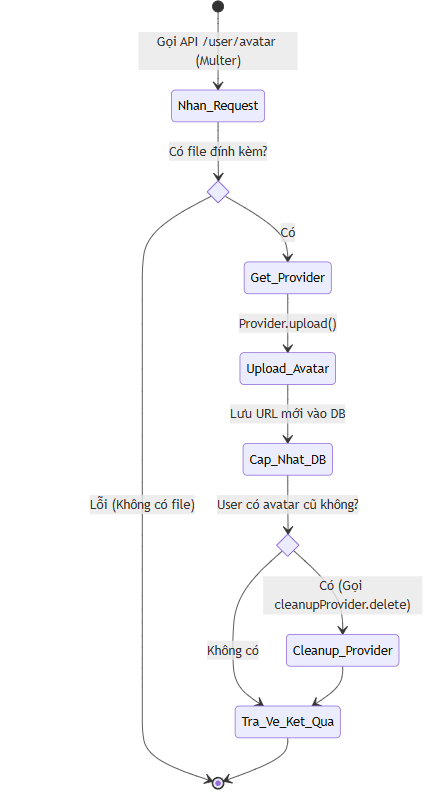 Gọi API /user/avatar
(Multer)
Nhan_Request
Có file đính kèm?
Có
Get_Provider
Provider.upload()
Upload_Avatar
Lưu URL mới vào DB
Cap_Nhat_DB
Lỗi (Không có file)
User có avatar cũ không?
Có (Gọi
cleanupProvider.delete)
Không có
Cleanup_Provider
Tra_Ve_Ket_Qua